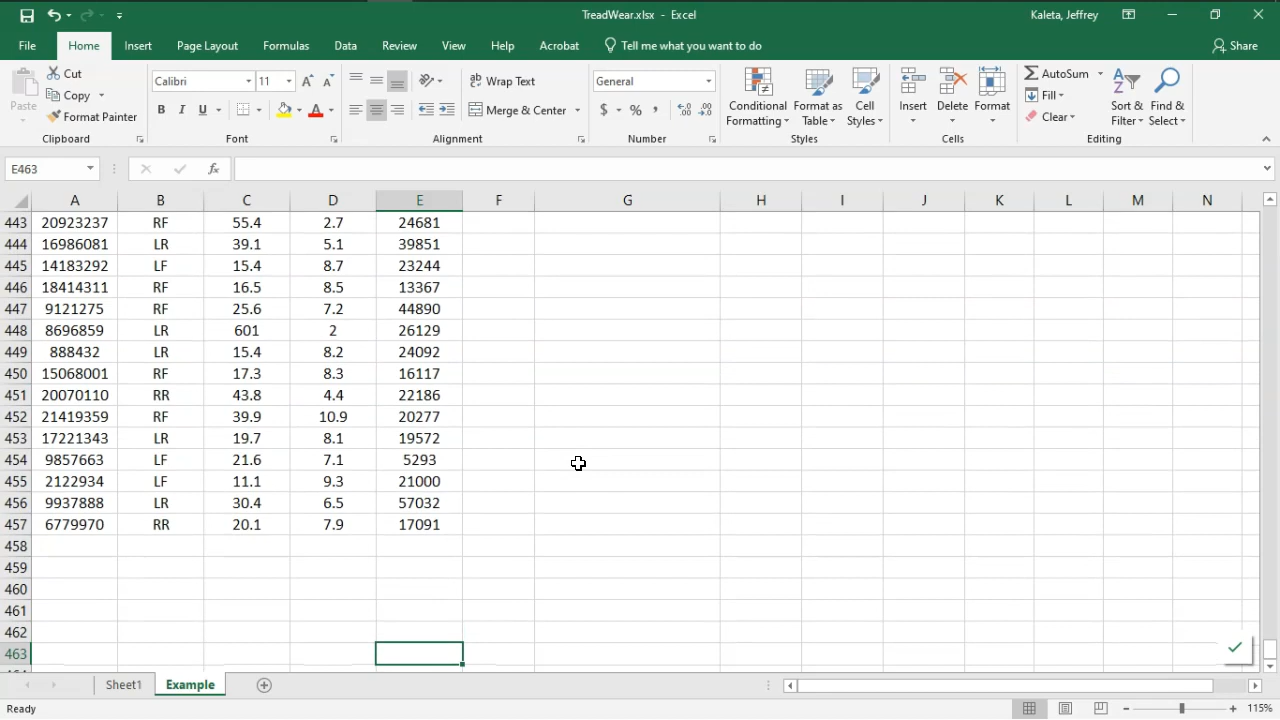 TreadWear.xlsx - Excel
Kaleta, Jeffrey
File Home Insert Page Layout Formulas Data Review View Help Acrobat Tell me what you want to do Share
Paste Cut Copy Format Painter
Calibri 11
B I U A
Wrap Text
Merge & Center
General
$ % ,
Conditional Formatting
Format as Table
Cell Styles
Insert Delete Format
AutoSum
Fill
Clear
Sort & Filter
Find & Select
Clipboard Font Alignment Number Styles Cells Editing
E463 fx
A B C D E F G H I J K L M N
443 20923237 RF 55.4 2.7 24681
444 16986081 LR 39.1 5.1 39851
445 14183292 LF 15.4 8.7 23244
446 18414311 RF 16.5 8.5 13367
447 9121275 RF 25.6 7.2 44890
448 8696859 LR 601 2 26129
449 888432 LR 15.4 8.2 24092
450 15068001 RF 17.3 8.3 16117
451 20070110 RR 43.8 4.4 22186
452 21419359 RF 39.9 10.9 20277
453 17221343 LR 19.7 8.1 19572
454 9857663 LF 21.6 7.1 5293
455 2122934 LF 11.1 9.3 21000
456 9937888 LR 30.4 6.5 57032
457 6779970 RR 20.1 7.9 17091
458
459
460
461
462
463
Sheet1 Example
Ready 115%